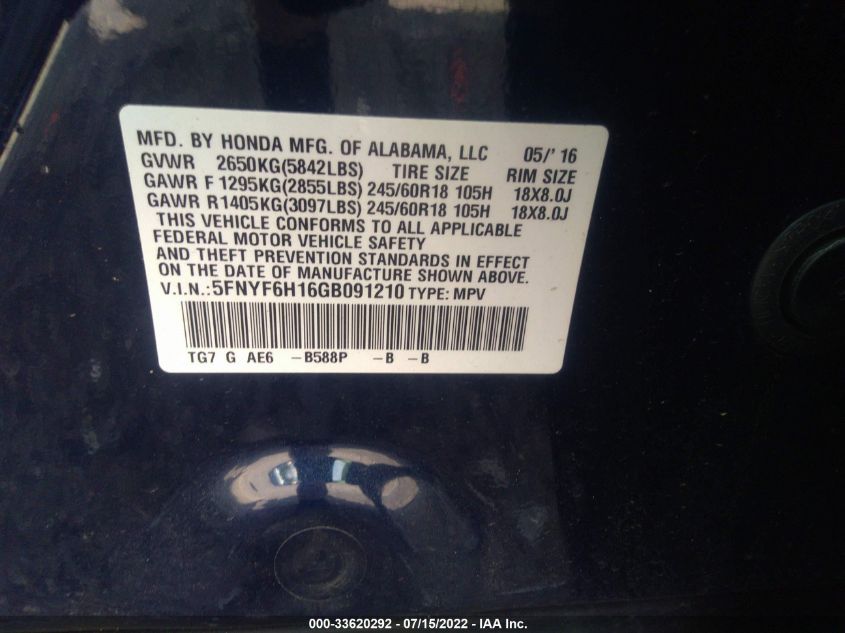 MFD. BY HONDA MFG. OF ALABAMA, LLC 05/' 16
GVWR 2650KG(5842LBS) TIRE SIZE RIM SIZE
GAWR F 1295KG(2855LBS) 245/60R18 105H 18X8.0J
GAWR R1405KG(3097LBS) 245/60R18 105H 18X8.0J
THIS VEHICLE CONFORMS TO ALL APPLICABLE
FEDERAL MOTOR VEHICLE SAFETY
AND THEFT PREVENTION STANDARDS IN EFFECT
ON THE DATE OF MANUFACTURE SHOWN ABOVE.
V.I.N.:5FNYF6H16GB091210 TYPE: MPV
TG7 G AE6 -B588P -B -B
000-33620292 - 07/15/2022 - IAA Inc.